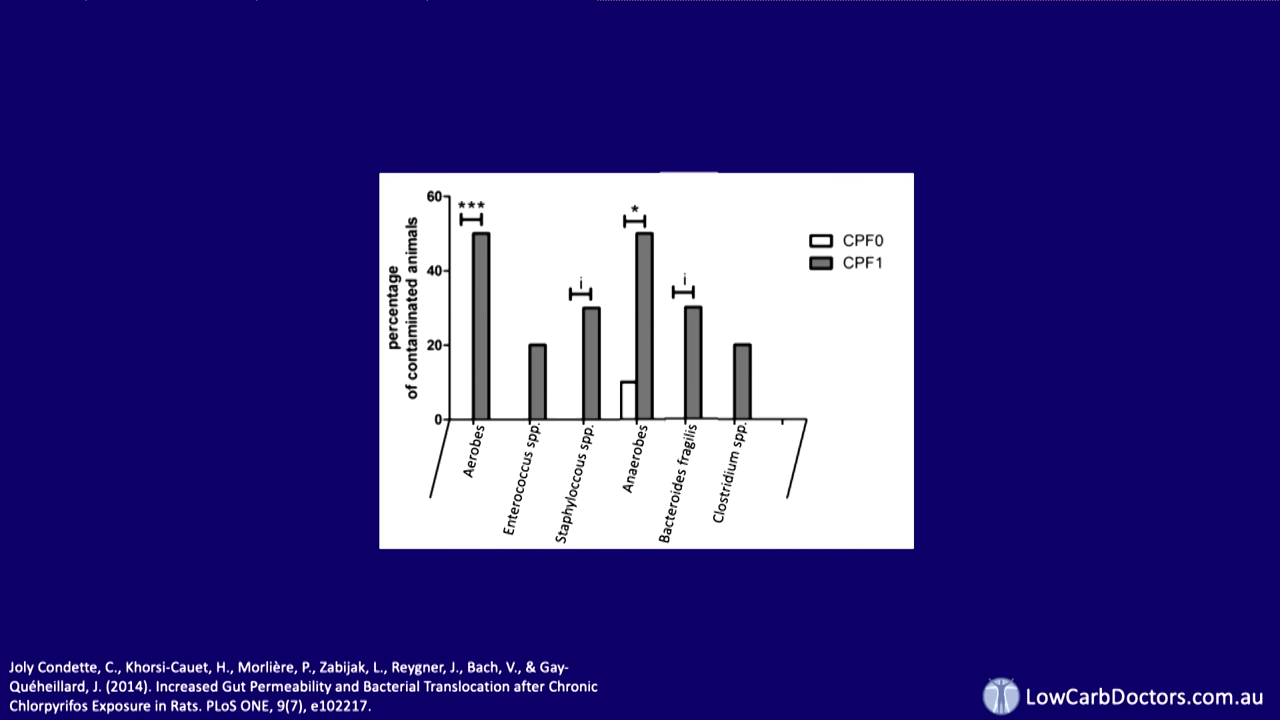 60
40
20
0
percentage
of contaminated animals
***
i
*
i
CPF0
CPF1
Aerobes
Enterococcus spp.
Staphyloccous spp.
Anaerobes
Bacteroides fragilis
Clostridium spp.
Joly Condette, C., Khorsi-Cauet, H., Morlière, P., Zabijak, L., Reygner, J., Bach, V., & Gay-
Quéheillard, J. (2014). Increased Gut Permeability and Bacterial Translocation after Chronic
Chlorpyrifos Exposure in Rats. PLoS ONE, 9(7), e102217.
LowCarbDoctors.com.au